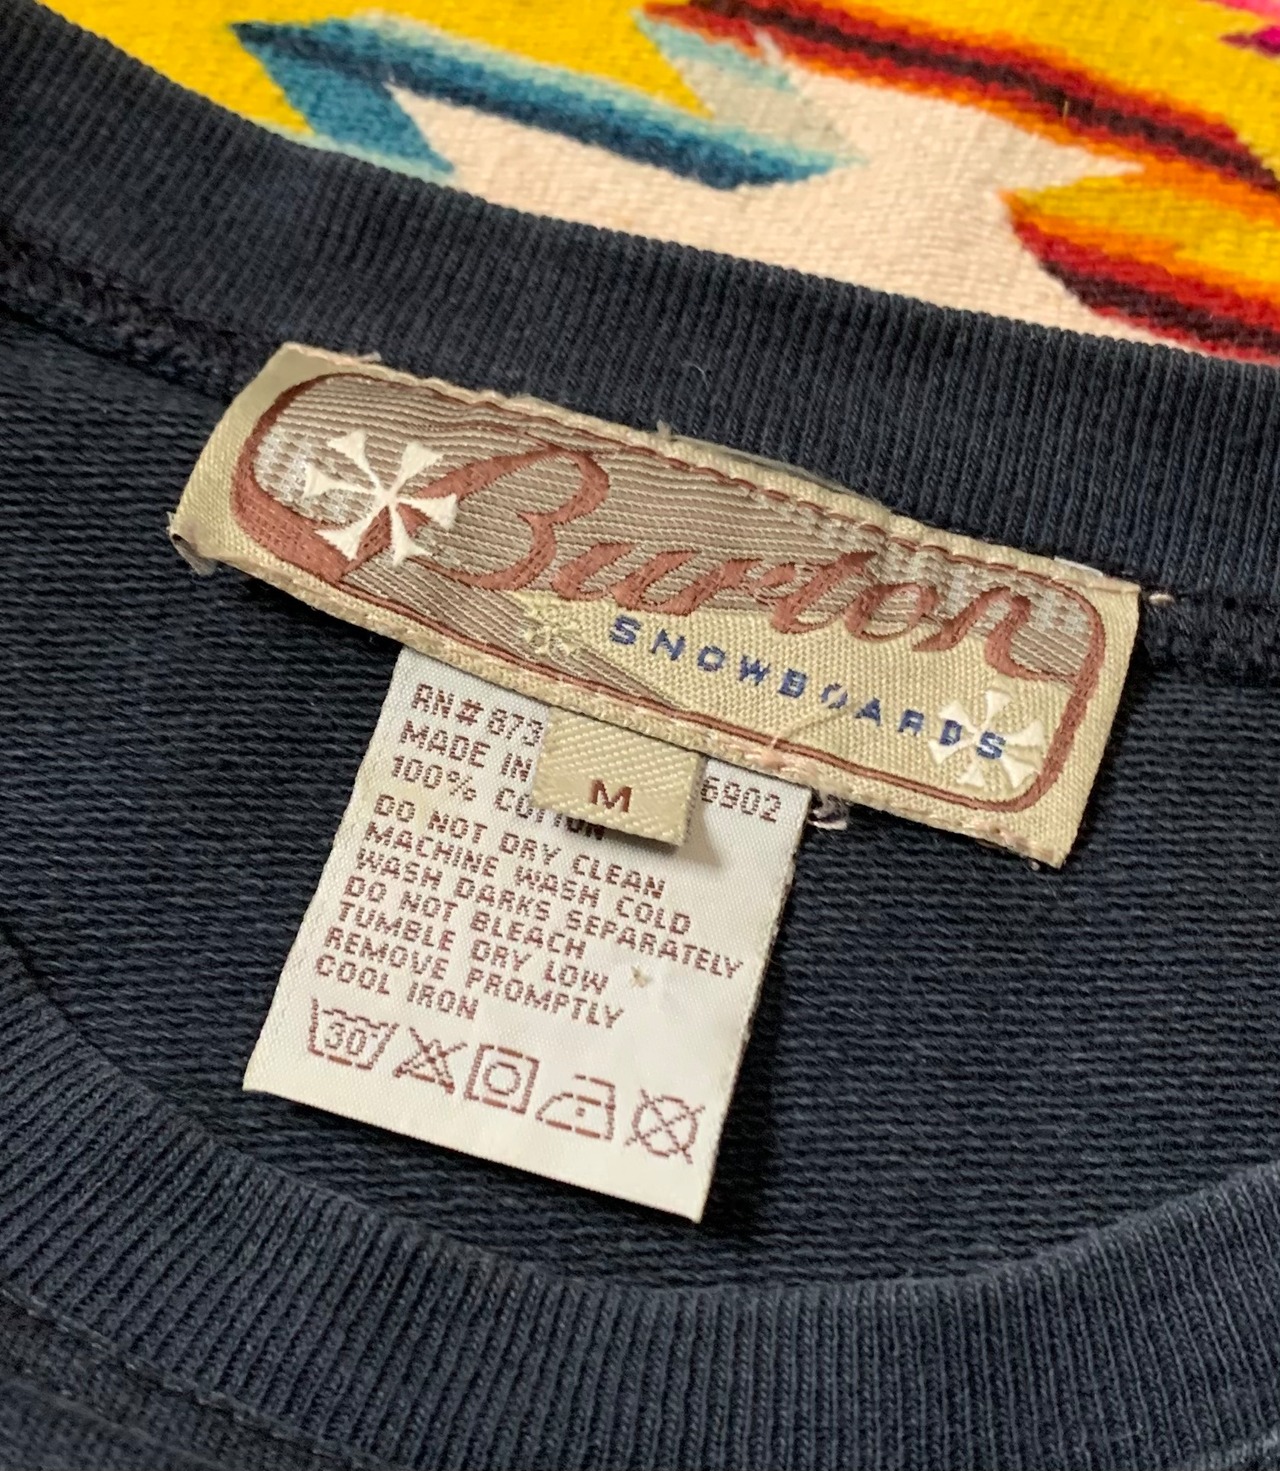 Burton
SNOWBOARDS
M
RN# 873 6902
MADE IN
100% COTTON
DO NOT DRY CLEAN
MACHINE WASH COLD
WASH DARKS SEPARATELY
DO NOT BLEACH
TUMBLE DRY LOW
REMOVE PROMPTLY
COOL IRON
30